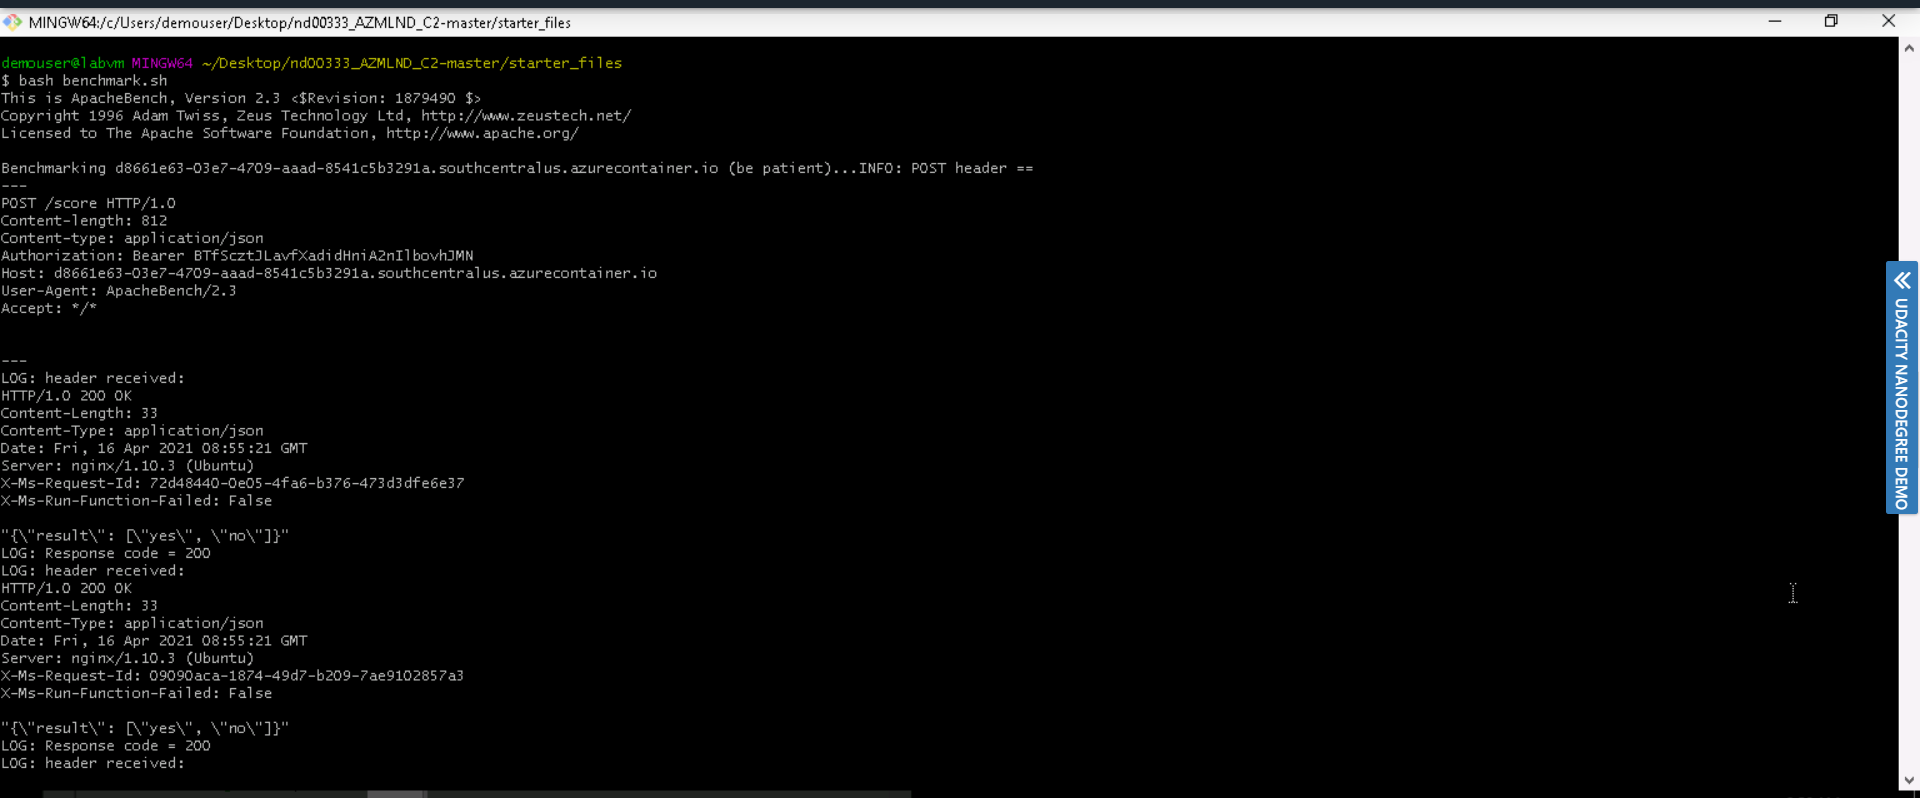 MINGW64:/c/Users/demouser/Desktop/nd00333_AZMLND_C2-master/starter_files
demouser@labvm MINGW64 ~/Desktop/nd00333_AZMLND_C2-master/starter_files
$ bash benchmark.sh
This is ApacheBench, Version 2.3 <$Revision: 1879490 $>
Copyright 1996 Adam Twiss, Zeus Technology Ltd, http://www.zeustech.net/
Licensed to The Apache Software Foundation, http://www.apache.org/
Benchmarking d8661e63-03e7-4709-aaad-8541c5b3291a.southcentralus.azurecontainer.io (be patient)...INFO: POST header ==
---
POST /score HTTP/1.0
Content-length: 812
Content-type: application/json
Authorization: Bearer BTfScztJLavfXadidHniA2nIlbovhJMN
Host: d8661e63-03e7-4709-aaad-8541c5b3291a.southcentralus.azurecontainer.io
User-Agent: ApacheBench/2.3
Accept: */*
---
LOG: header received:
HTTP/1.0 200 OK
Content-Length: 33
Content-Type: application/json
Date: Fri, 16 Apr 2021 08:55:21 GMT
Server: nginx/1.10.3 (Ubuntu)
X-Ms-Request-Id: 72d48440-0e05-4fa6-b376-473d3dfe6e37
X-Ms-Run-Function-Failed: False
"{\"result\": [\"yes\", \"no\"]}"
LOG: Response code = 200
LOG: header received:
HTTP/1.0 200 OK
Content-Length: 33
Content-Type: application/json
Date: Fri, 16 Apr 2021 08:55:21 GMT
Server: nginx/1.10.3 (Ubuntu)
X-Ms-Request-Id: 09090aca-1874-49d7-b209-7ae9102857a3
X-Ms-Run-Function-Failed: False
"{\"result\": [\"yes\", \"no\"]}"
LOG: Response code = 200
LOG: header received:
UDACITY NANODEGREE DEMO